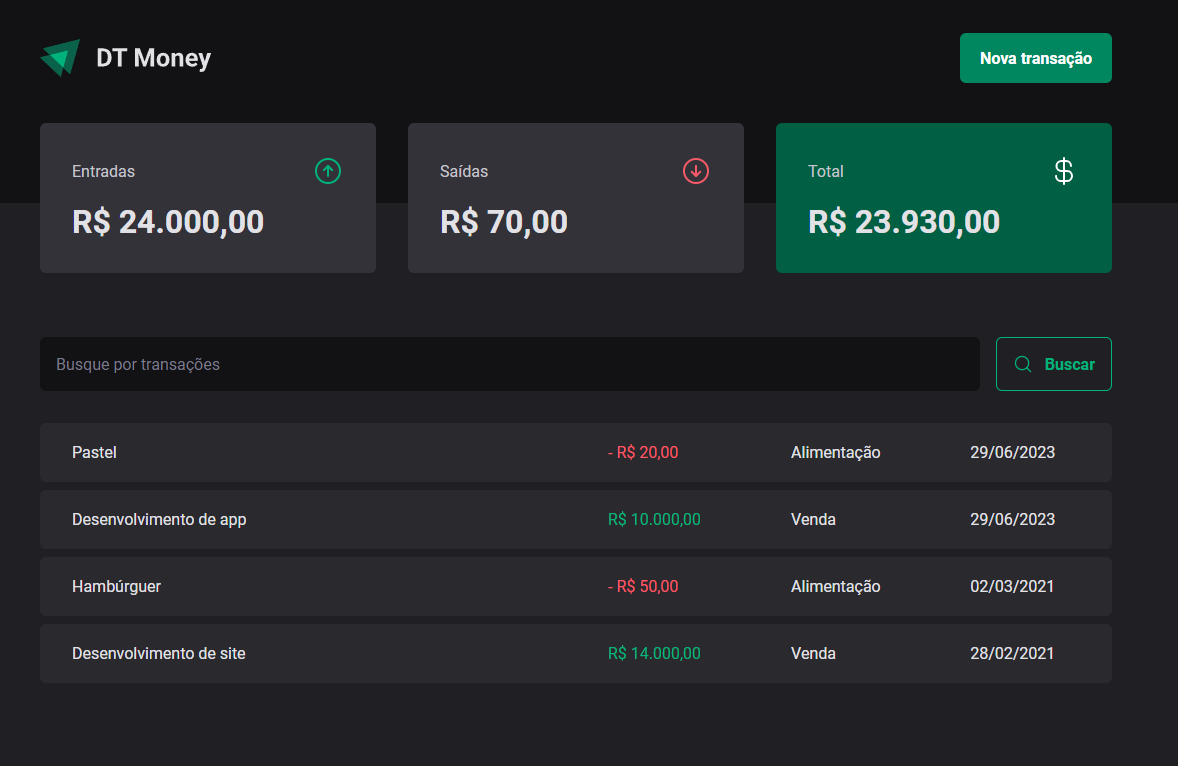 DT Money
Nova transação
Entradas
R$ 24.000,00
Saídas
R$ 70,00
Total
$
R$ 23.930,00
Busque por transações
Buscar
Pastel - R$ 20,00 Alimentação 29/06/2023
Desenvolvimento de app R$ 10.000,00 Venda 29/06/2023
Hambúrguer - R$ 50,00 Alimentação 02/03/2021
Desenvolvimento de site R$ 14.000,00 Venda 28/02/2021